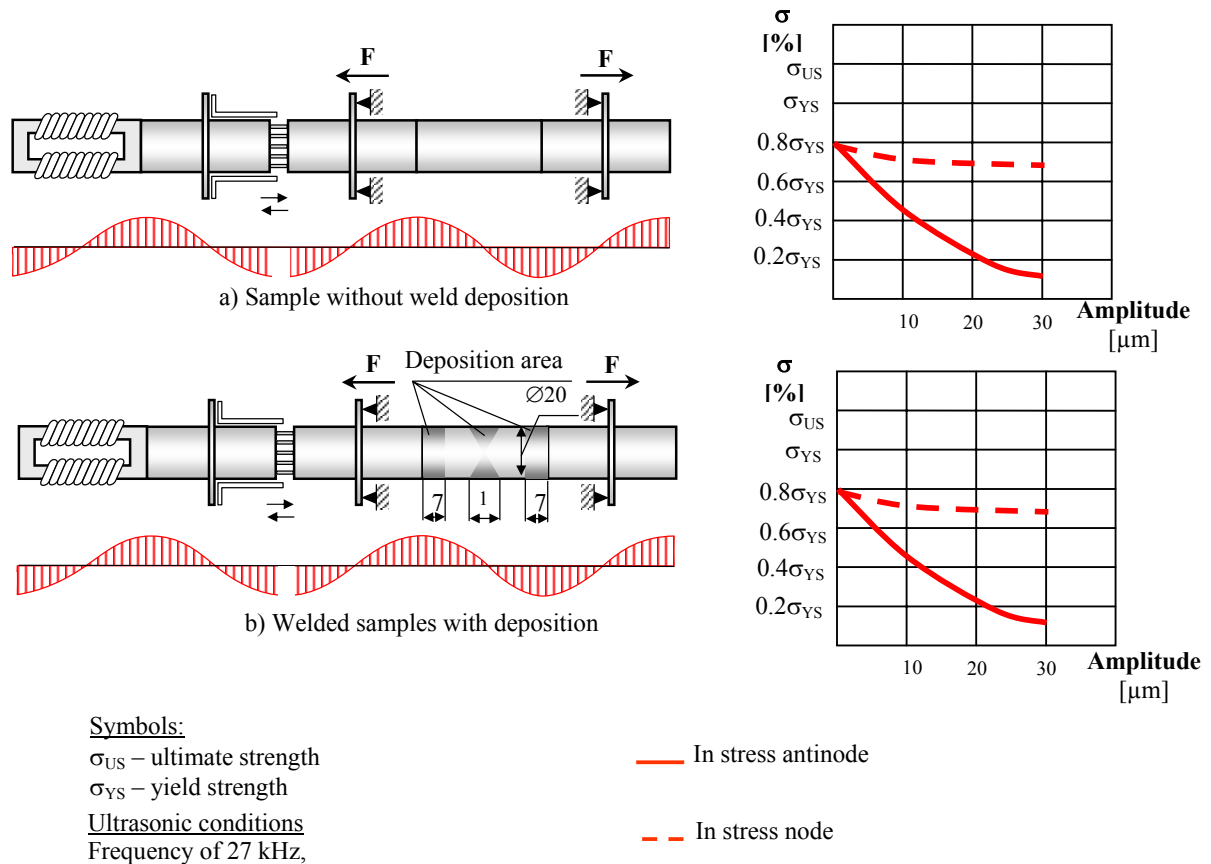 F
F
a) Sample without weld deposition
σ
[%]
σUS
σYS
0.8σYS
0.6σYS
0.4σYS
0.2σYS
10
20
30
Amplitude
[µm]
Deposition area
F
F
∅20
7
1
7
b) Welded samples with deposition
σ
[%]
σUS
σYS
0.8σYS
0.6σYS
0.4σYS
0.2σYS
10
20
30
Amplitude
[µm]
Symbols:
σUS – ultimate strength
σYS – yield strength
Ultrasonic conditions
Frequency of 27 kHz,
In stress antinode
In stress node